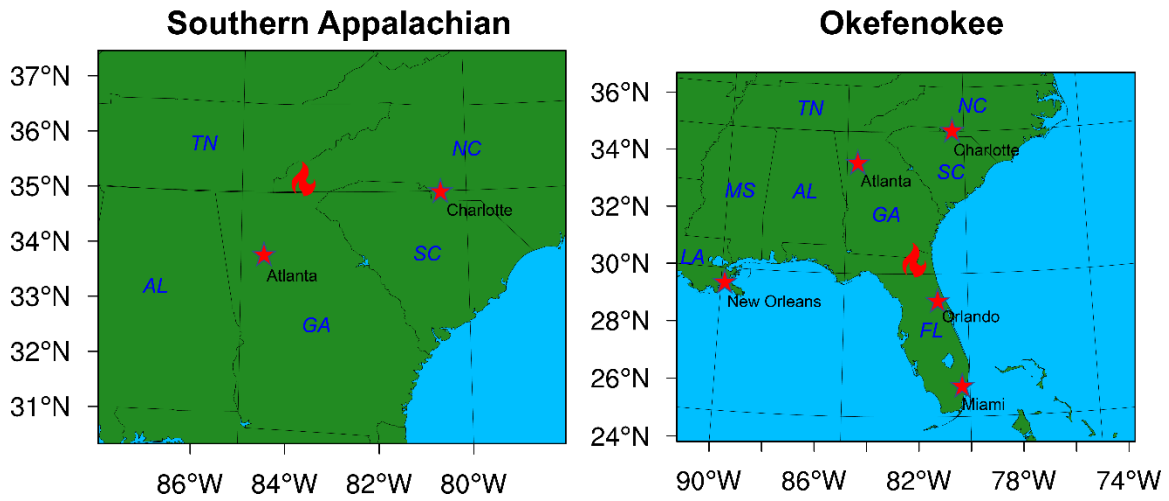 Southern Appalachian
37°N
36°N
35°N
34°N
33°N
32°N
31°N
TN
NC
Charlotte
SC
Atlanta
AL
GA
86°W
84°W
82°W
80°W
Okefenokee
36°N
34°N
32°N
30°N
28°N
26°N
24°N
TN
NC
Charlotte
Atlanta
SC
MS
AL
GA
LA
New Orleans
Orlando
FL
Miami
90°W
86°W
82°W
78°W
74°W